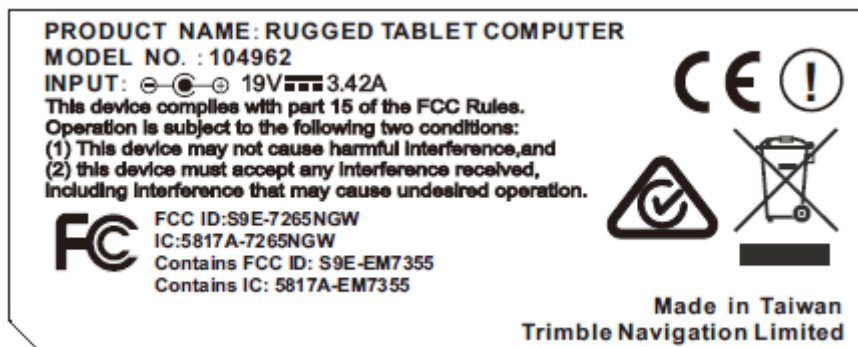 PRODUCT NAME: RUGGED TABLET COMPUTER
MODEL NO. : 104962
INPUT: 19V 3.42A
This device complies with part 15 of the FCC Rules.
Operation is subject to the following two conditions:
(1) This device may not cause harmful interference,and
(2) this device must accept any interference received,
including interference that may cause undesired operation.
FC
FCC ID:S9E-7265NGW
IC:5817A-7265NGW
Contains FCC ID: S9E-EM7355
Contains IC: 5817A-EM7355
CE !
Made in Taiwan
Trimble Navigation Limited